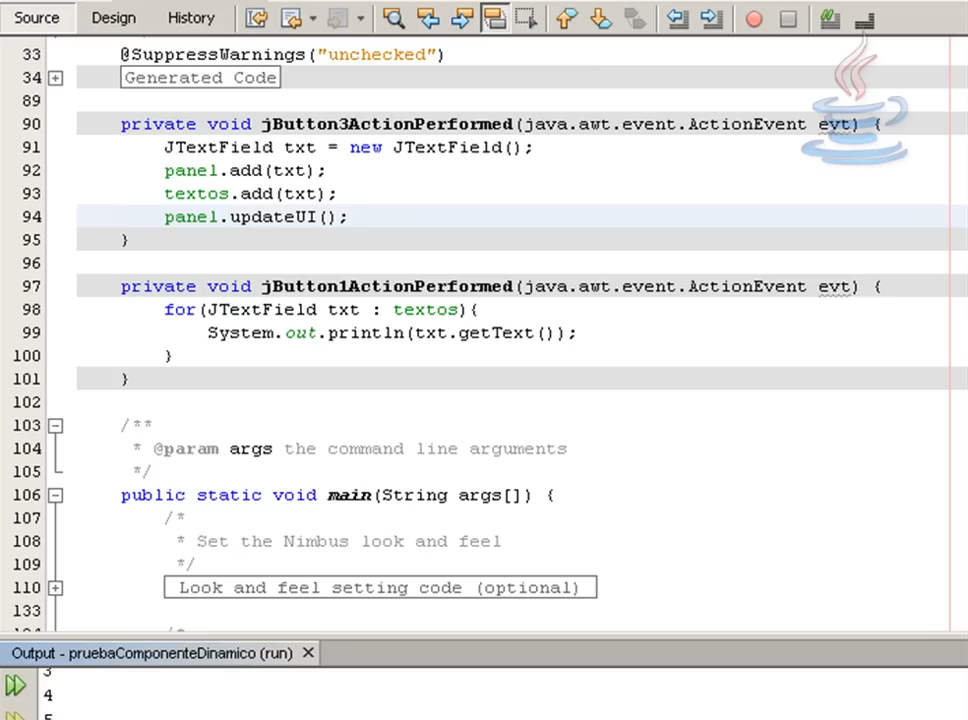 Source Design History
33 @SuppressWarnings("unchecked")
34 Generated Code
89
90 private void jButton3ActionPerformed(java.awt.event.ActionEvent evt) {
91 JTextField txt = new JTextField();
92 panel.add(txt);
93 textos.add(txt);
94 panel.updateUI();
95 }
96
97 private void jButton1ActionPerformed(java.awt.event.ActionEvent evt) {
98 for(JTextField txt : textos){
99 System.out.println(txt.getText());
100 }
101 }
102
103 /**
104 * @param args the command line arguments
105 */
106 public static void main(String args[]) {
107 /*
108 * Set the Nimbus look and feel
109 */
110 Look and feel setting code (optional)
133
Output - pruebaComponenteDinamico (run)
3
4
5